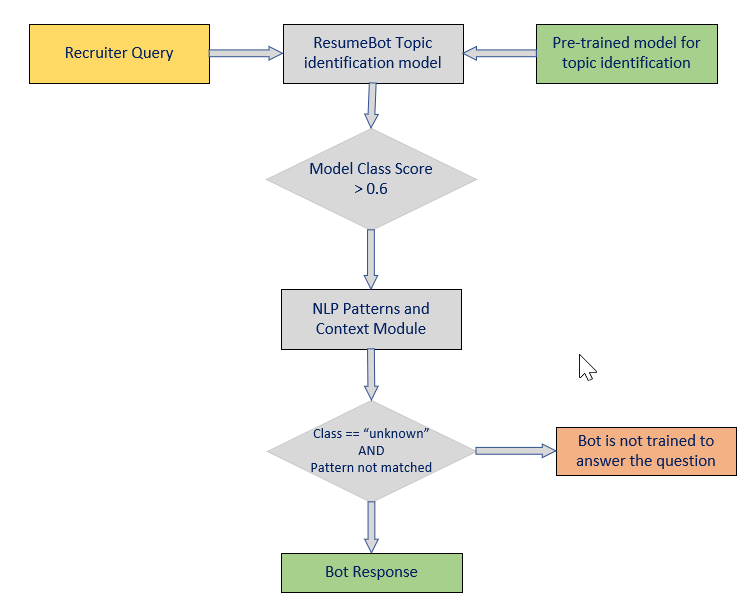 Recruiter Query
ResumeBot Topic
identification model
Pre-trained model for
topic identification
Model Class Score
> 0.6
NLP Patterns and
Context Module
Class == “unknown”
AND
Pattern not matched
Bot is not trained to
answer the question
Bot Response